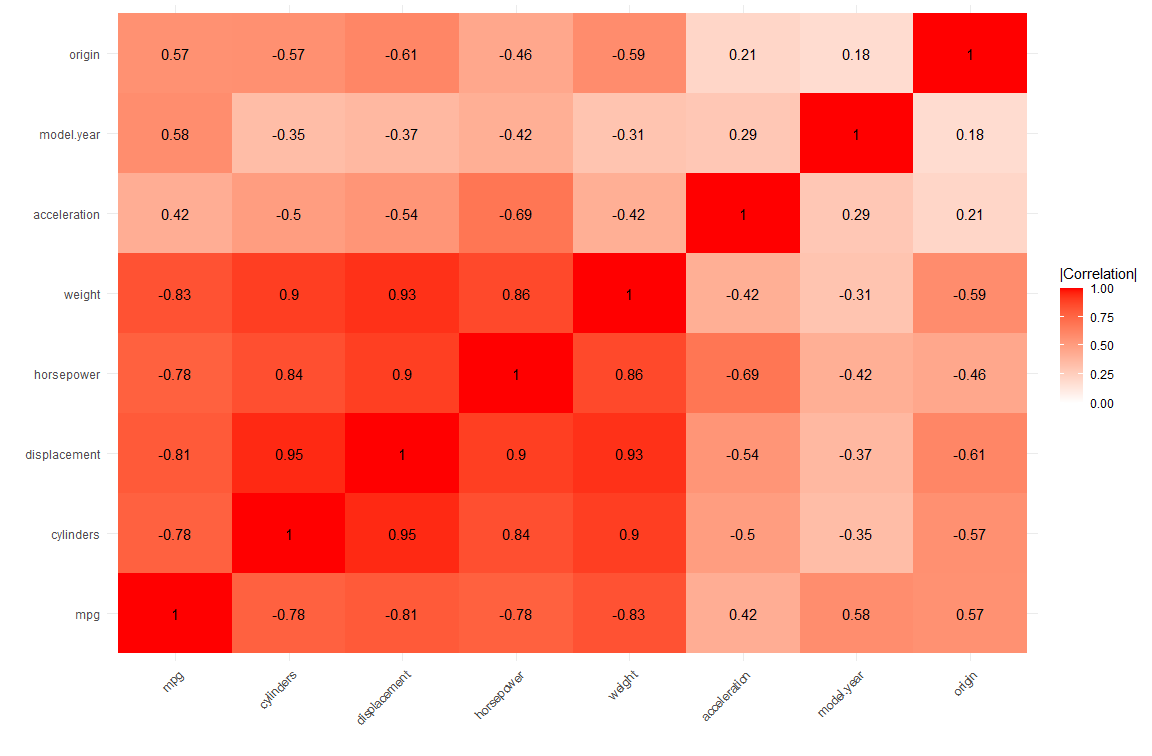 origin 0.57 -0.57 -0.61 -0.46 -0.59 0.21 0.18 1
model.year 0.58 -0.35 -0.37 -0.42 -0.31 0.29 1 0.18
acceleration 0.42 -0.5 -0.54 -0.69 -0.42 1 0.29 0.21
weight -0.83 0.9 0.93 0.86 1 -0.42 -0.31 -0.59
horsepower -0.78 0.84 0.9 1 0.86 -0.69 -0.42 -0.46
displacement -0.81 0.95 1 0.9 0.93 -0.54 -0.37 -0.61
cylinders -0.78 1 0.95 0.84 0.9 -0.5 -0.35 -0.57
mpg 1 -0.78 -0.81 -0.78 -0.83 0.42 0.58 0.57
mpg cylinders displacement horsepower weight acceleration model.year origin
|Correlation|
1.00
0.75
0.50
0.25
0.00